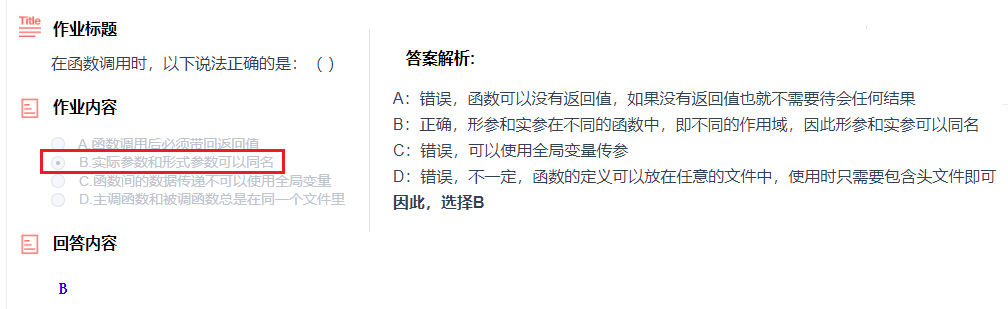 Title
作业标题
在函数调用时，以下说法正确的是：（ ）
作业内容
A.函数调用后必须带回返回值
B.实际参数和形式参数可以同名
C.函数间的数据传递不可以使用全局变量
D.主调函数和被调函数总是在同一个文件里
回答内容
B
答案解析：
A：错误，函数可以没有返回值，如果没有返回值也就不需要待会任何结果
B：正确，形参和实参在不同的函数中，即不同的作用域，因此形参和实参可以同名
C：错误，可以使用全局变量传参
D：错误，不一定，函数的定义可以放在任意的文件中，使用时只需要包含头文件即可
因此，选择B